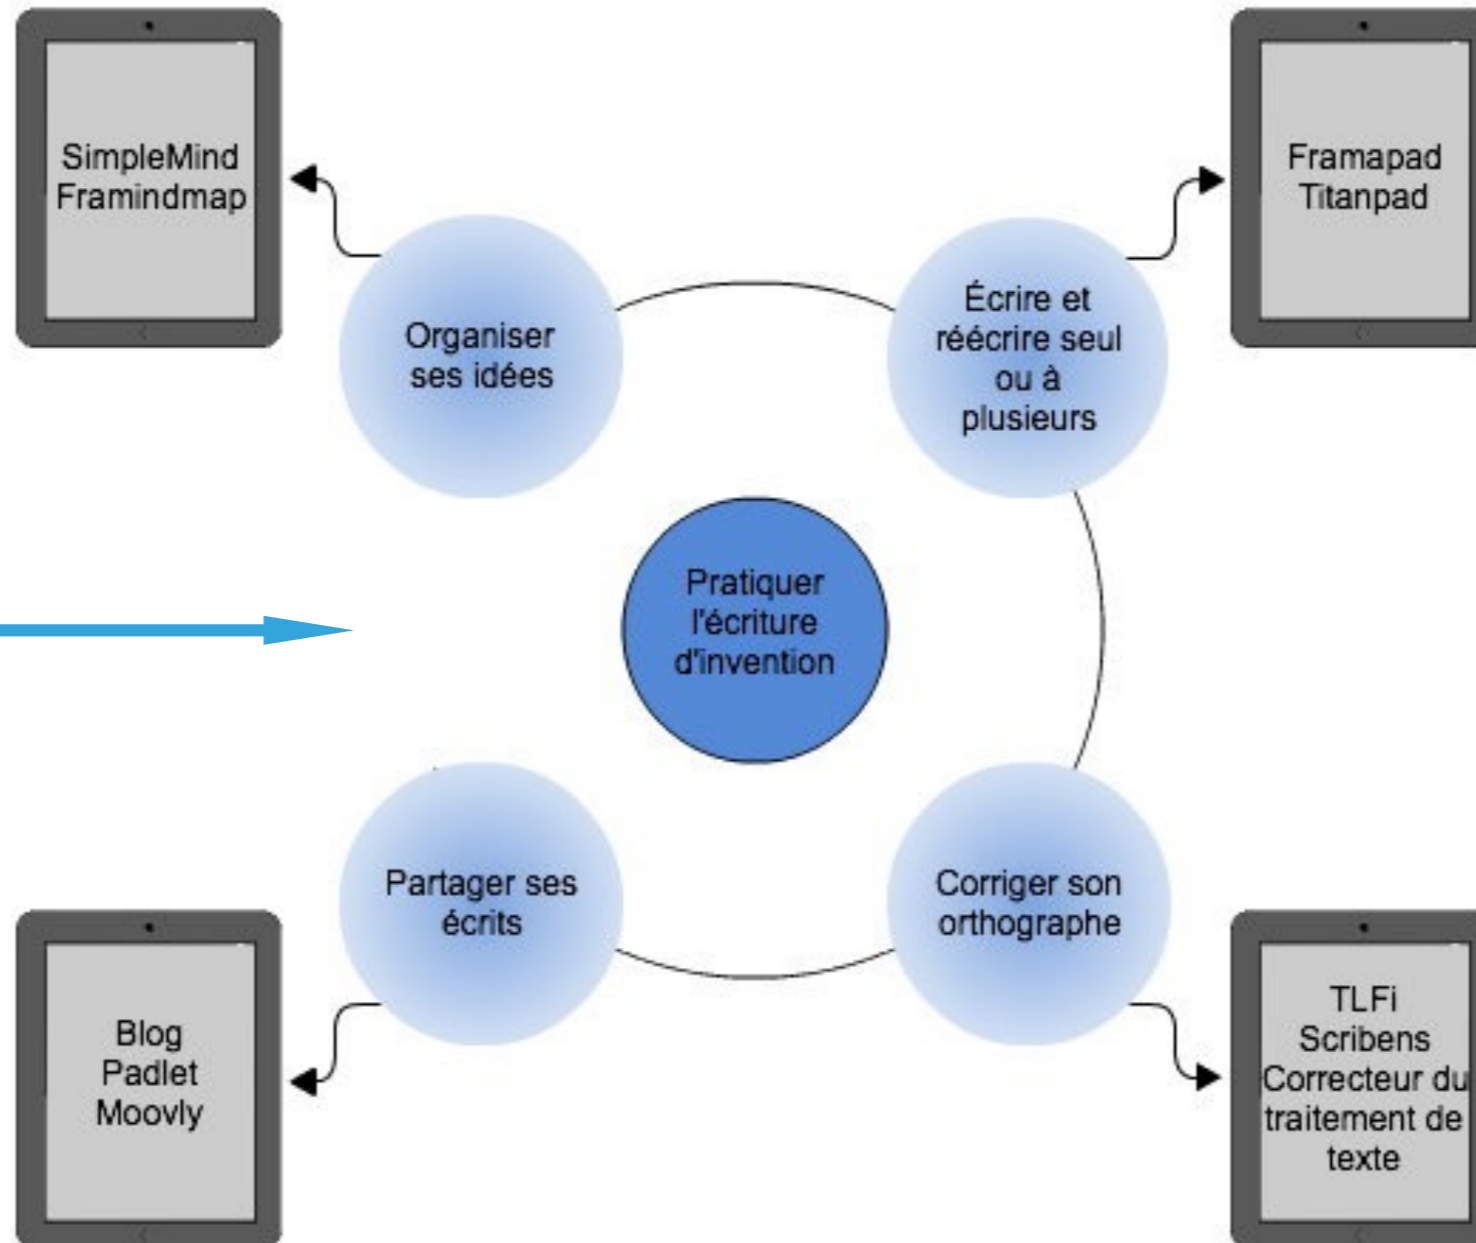 SimpleMind
Framindmap
Framapad
Titanpad
Organiser
ses idées
Écrire et
réécrire seul
ou à
plusieurs
Pratiquer
l'écriture
d'invention
Partager ses
écrits
Corriger son
orthographe
Blog
Padlet
Moovly
TLFi
Scribens
Correcteur du
traitement de
texte